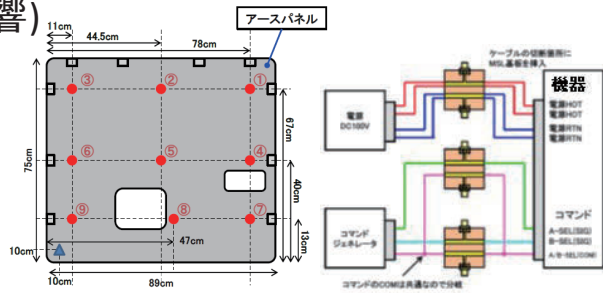 響)
アースパネル
11cm
44.5cm
78cm
③
②
①
⑥
⑤
④
⑨
⑧
⑦
75cm
67cm
40cm
13cm
47cm
10cm
10cm
89cm
ケーブルの切断箇所に
MSL基板を挿入
機器
電源
DC100V
電源HOT
電源HOT
電源RTN
電源RTN
コマンド
コマンド
ジェネレータ
A-SEL(SIG)
B-SEL(SIG)
A/B-SEL(COM)
コマンドのCOMは共通なので分岐